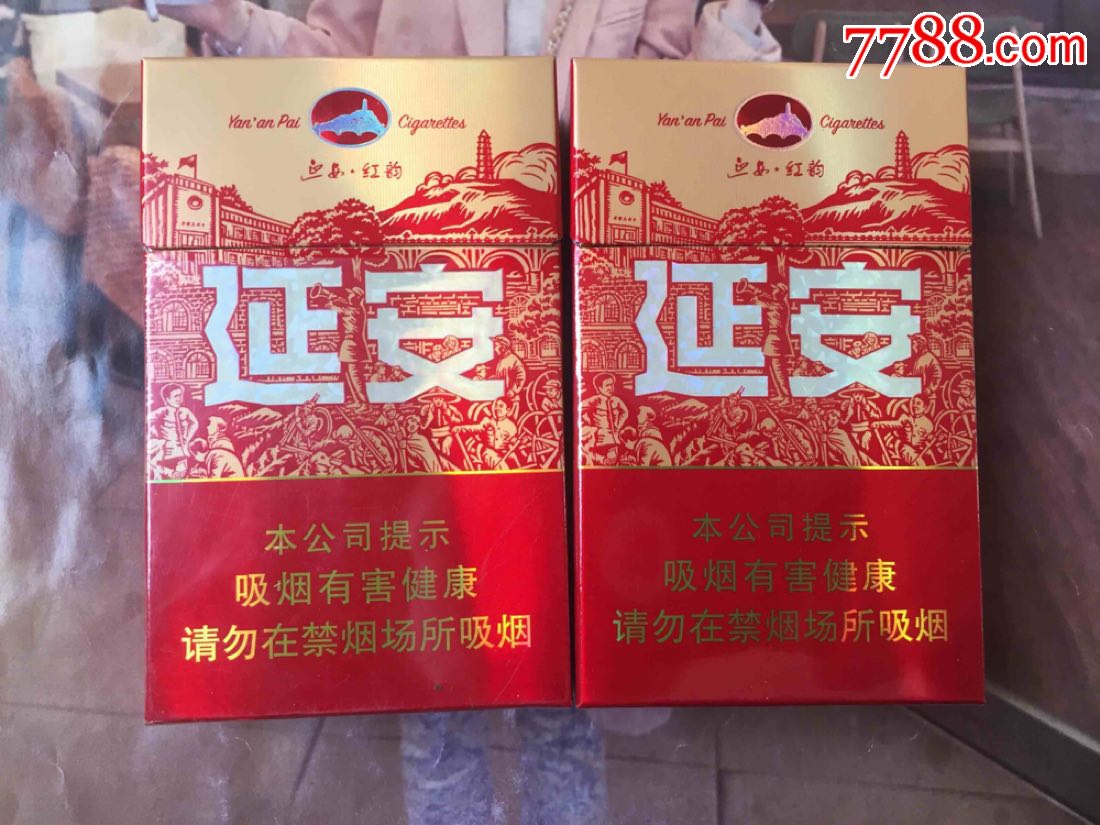 7788.com
Yan'an Pai Cigarettes
延安·红韵
延安
本公司提示
吸烟有害健康
请勿在禁烟场所吸烟
Yan'an Pai Cigarettes
延安·红韵
延安
本公司提示
吸烟有害健康
请勿在禁烟场所吸烟